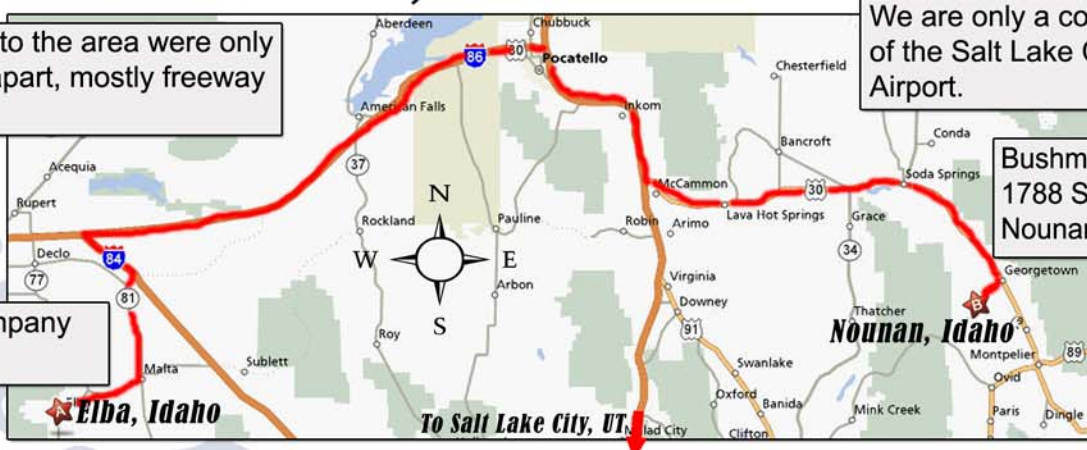 to the area were only
apart, mostly freeway
We are only a co
of the Salt Lake
Airport.
Bushm
1788 S
Nounan
mpany
Aberdeen
Chubbuck
86
30
Pocatello
Chesterfield
American Falls
Inkom
Conda
Bancroft
37
Acequia
Soda Springs
McCammon
30
Rupert
Rockland
Pauline
Robin
Arimo
Lava Hot Springs
Grace
N
W
E
S
Declo
84
34
77
Georgetown
Virginia
Arbon
81
Downey
B
Thatcher
Nounan, Idaho
91
Roy
Montpelier
89
Malta
Sublett
Swanlake
Ovid
Oxford
Banida
Mink Creek
Paris
Dingle
A
Elba, Idaho
To Salt Lake City, UT
Clifton